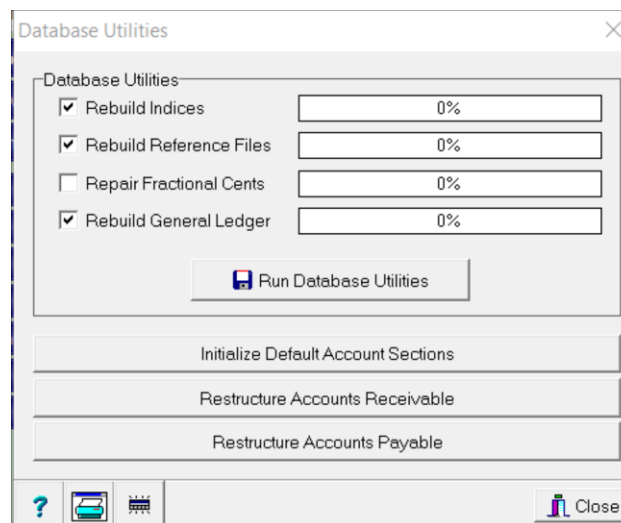 Database Utilities
Database Utilities
Rebuild Indices 0%
Rebuild Reference Files 0%
Repair Fractional Cents 0%
Rebuild General Ledger 0%
Run Database Utilities
Initialize Default Account Sections
Restructure Accounts Receivable
Restructure Accounts Payable
? Close